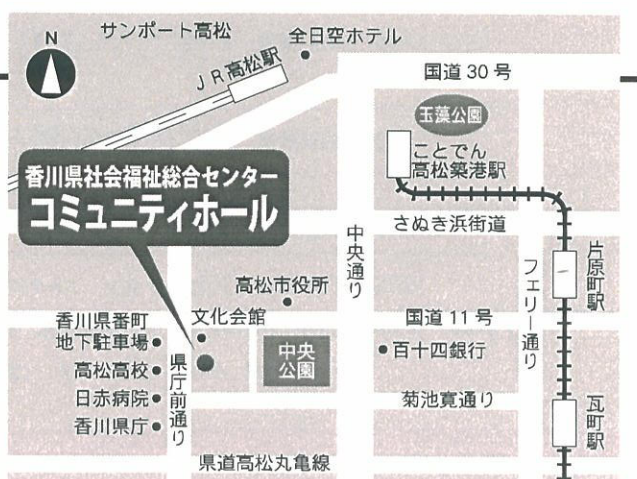 N
サンポート高松
全日空ホテル
JR高松駅
国道30号
玉藻公園
ことでん
高松築港駅
香川県社会福祉総合センター
コミュニティホール
さぬき浜街道
中央通り
片原町駅
フェリー通り
高松市役所
国道11号
香川県番町
地下駐車場
文化会館
中央
公園
百十四銀行
高松高校
県庁前通り
日赤病院
菊池寛通り
瓦町駅
香川県庁
県道高松丸亀線